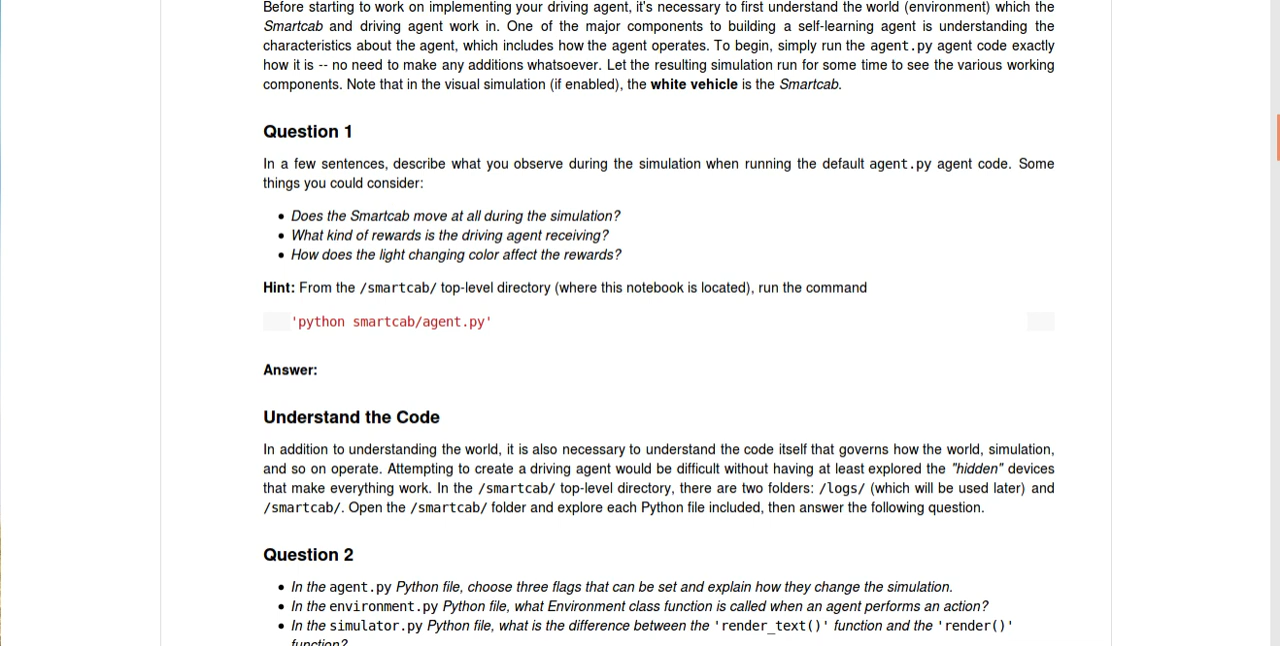 Before starting to work on implementing your driving agent, it's necessary to first understand the world (environment) which the
Smartcab and driving agent work in. One of the major components to building a self-learning agent is understanding the
characteristics about the agent, which includes how the agent operates. To begin, simply run the agent.py agent code exactly
how it is -- no need to make any additions whatsoever. Let the resulting simulation run for some time to see the various working
components. Note that in the visual simulation (if enabled), the white vehicle is the Smartcab.
Question 1
In a few sentences, describe what you observe during the simulation when running the default agent.py agent code. Some
things you could consider:
• Does the Smartcab move at all during the simulation?
• What kind of rewards is the driving agent receiving?
• How does the light changing color affect the rewards?
Hint: From the /smartcab/ top-level directory (where this notebook is located), run the command
'python smartcab/agent.py'
Answer:
Understand the Code
In addition to understanding the world, it is also necessary to understand the code itself that governs how the world, simulation,
and so on operate. Attempting to create a driving agent would be difficult without having at least explored the "hidden" devices
that make everything work. In the /smartcab/ top-level directory, there are two folders: /logs/ (which will be used later) and
/smartcab/. Open the /smartcab/ folder and explore each Python file included, then answer the following question.
Question 2
• In the agent.py Python file, choose three flags that can be set and explain how they change the simulation.
• In the environment.py Python file, what Environment class function is called when an agent performs an action?
• In the simulator.py Python file, what is the difference between the 'render_text()' function and the 'render()'
function?